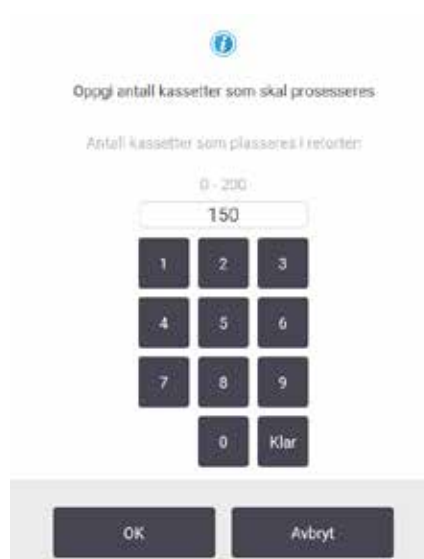 Oppgi antall kassetter som skal prosesseres
Antall kassetter som plasseres i retorten:
0 - 200
150
1 2 3
4 5 6
7 8 9
0 Klar
OK Avbryt